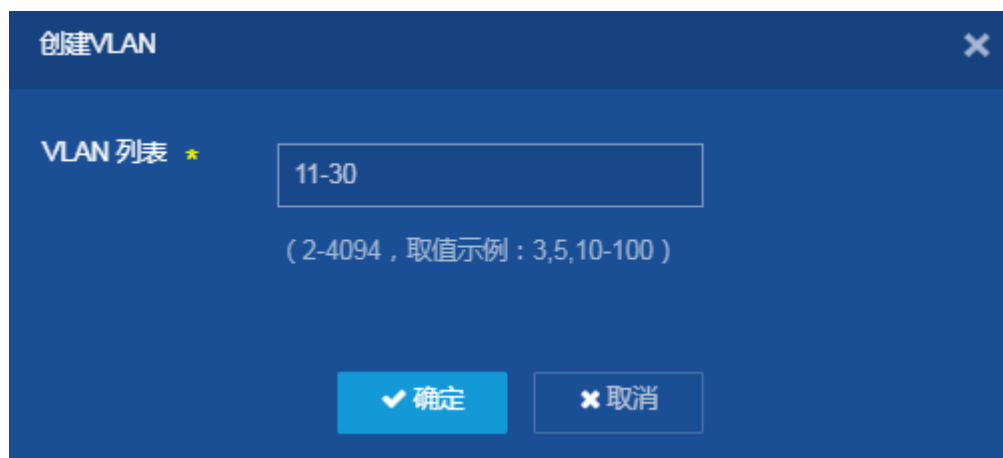 创建VLAN
VLAN 列表 *
11-30
（2-4094，取值示例：3,5,10-100）
确定
取消